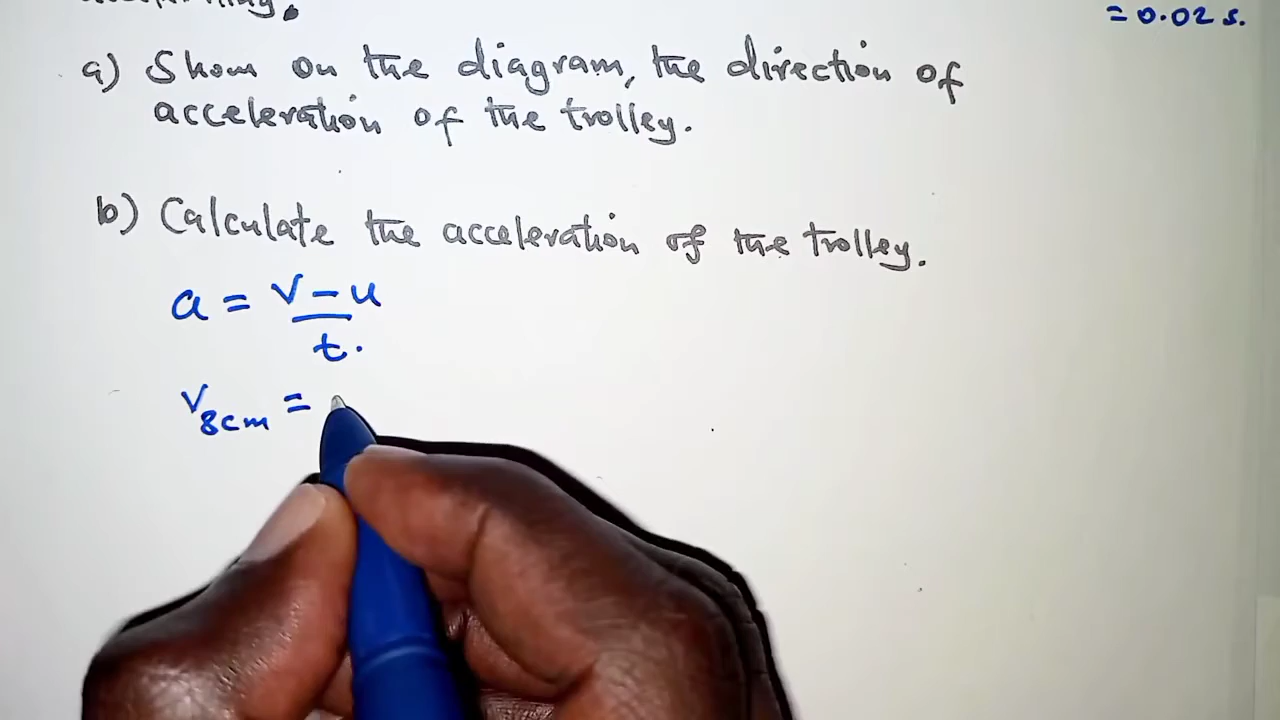 = 0.02 s.
a) Show on the diagram, the direction of
acceleration of the trolley.
b) Calculate the acceleration of the trolley.
a = v - u
t.
v 8cm =